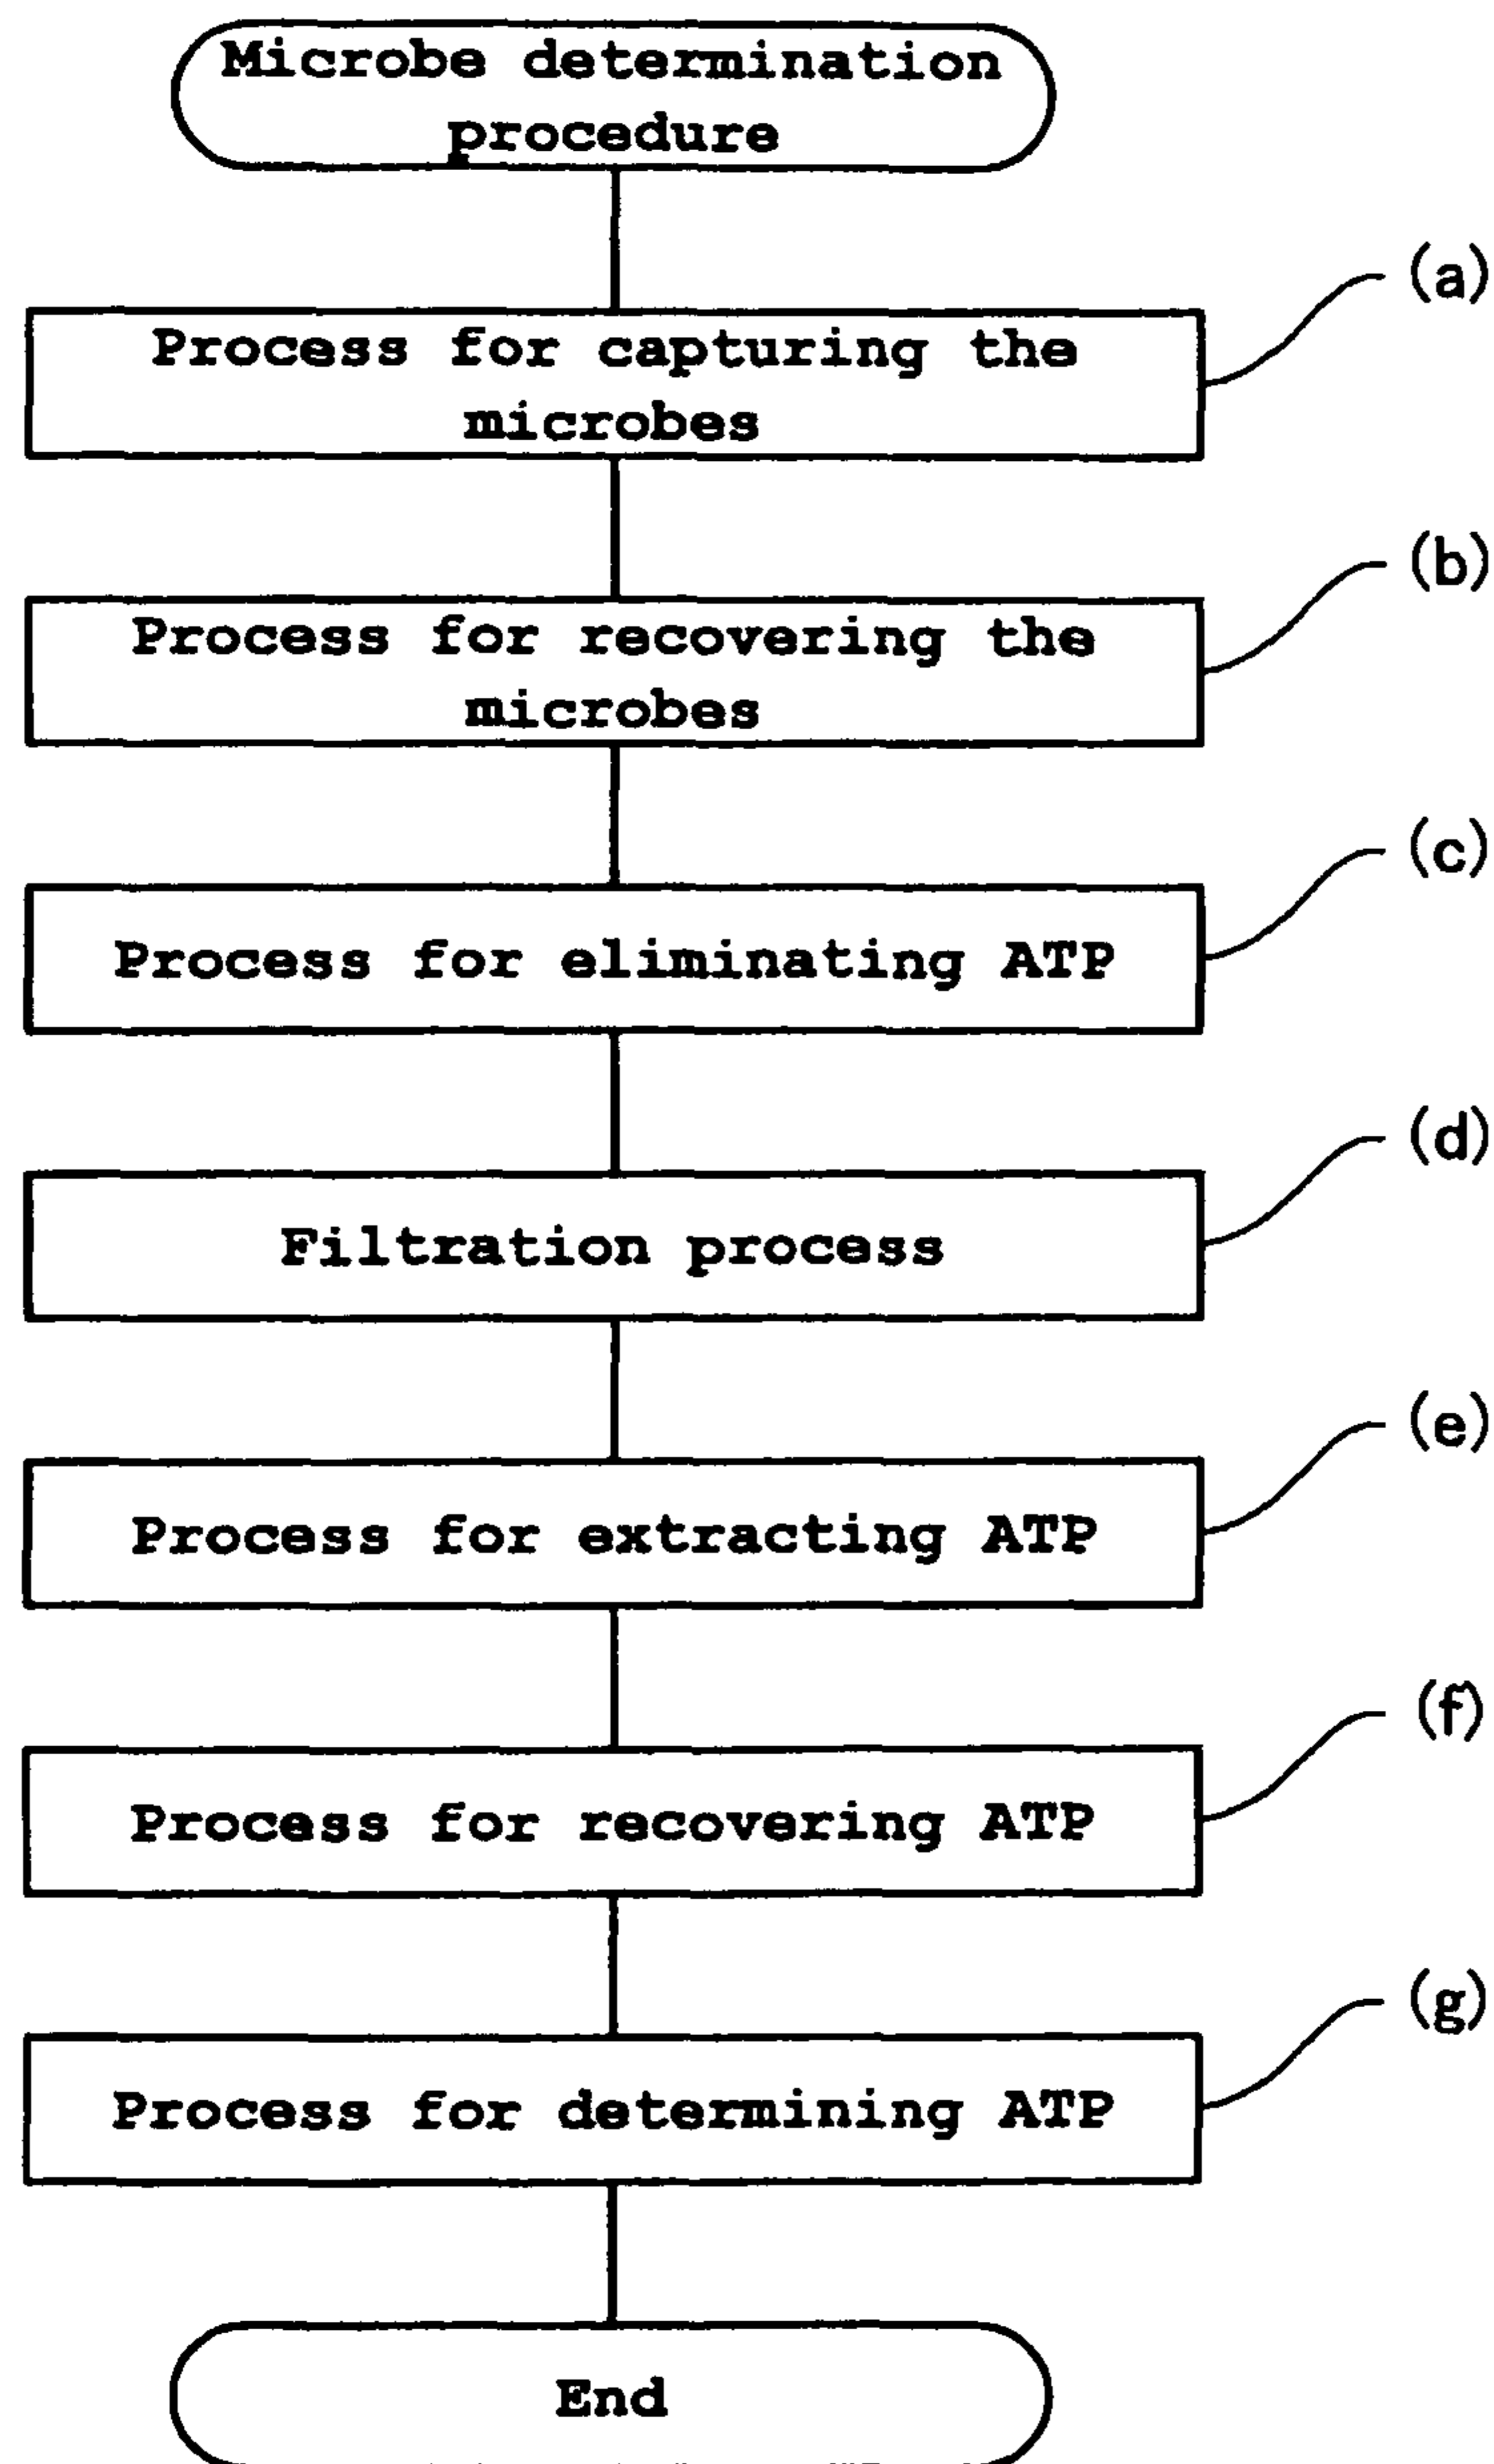 Microbe determination
procedure
(a)
Process for capturing the
microbes
(b)
Process for recovering the
microbes
(c)
Process for eliminating ATP
(d)
Filtration process
(e)
Process for extracting ATP
(f)
Process for recovering ATP
(g)
Process for determining ATP
End